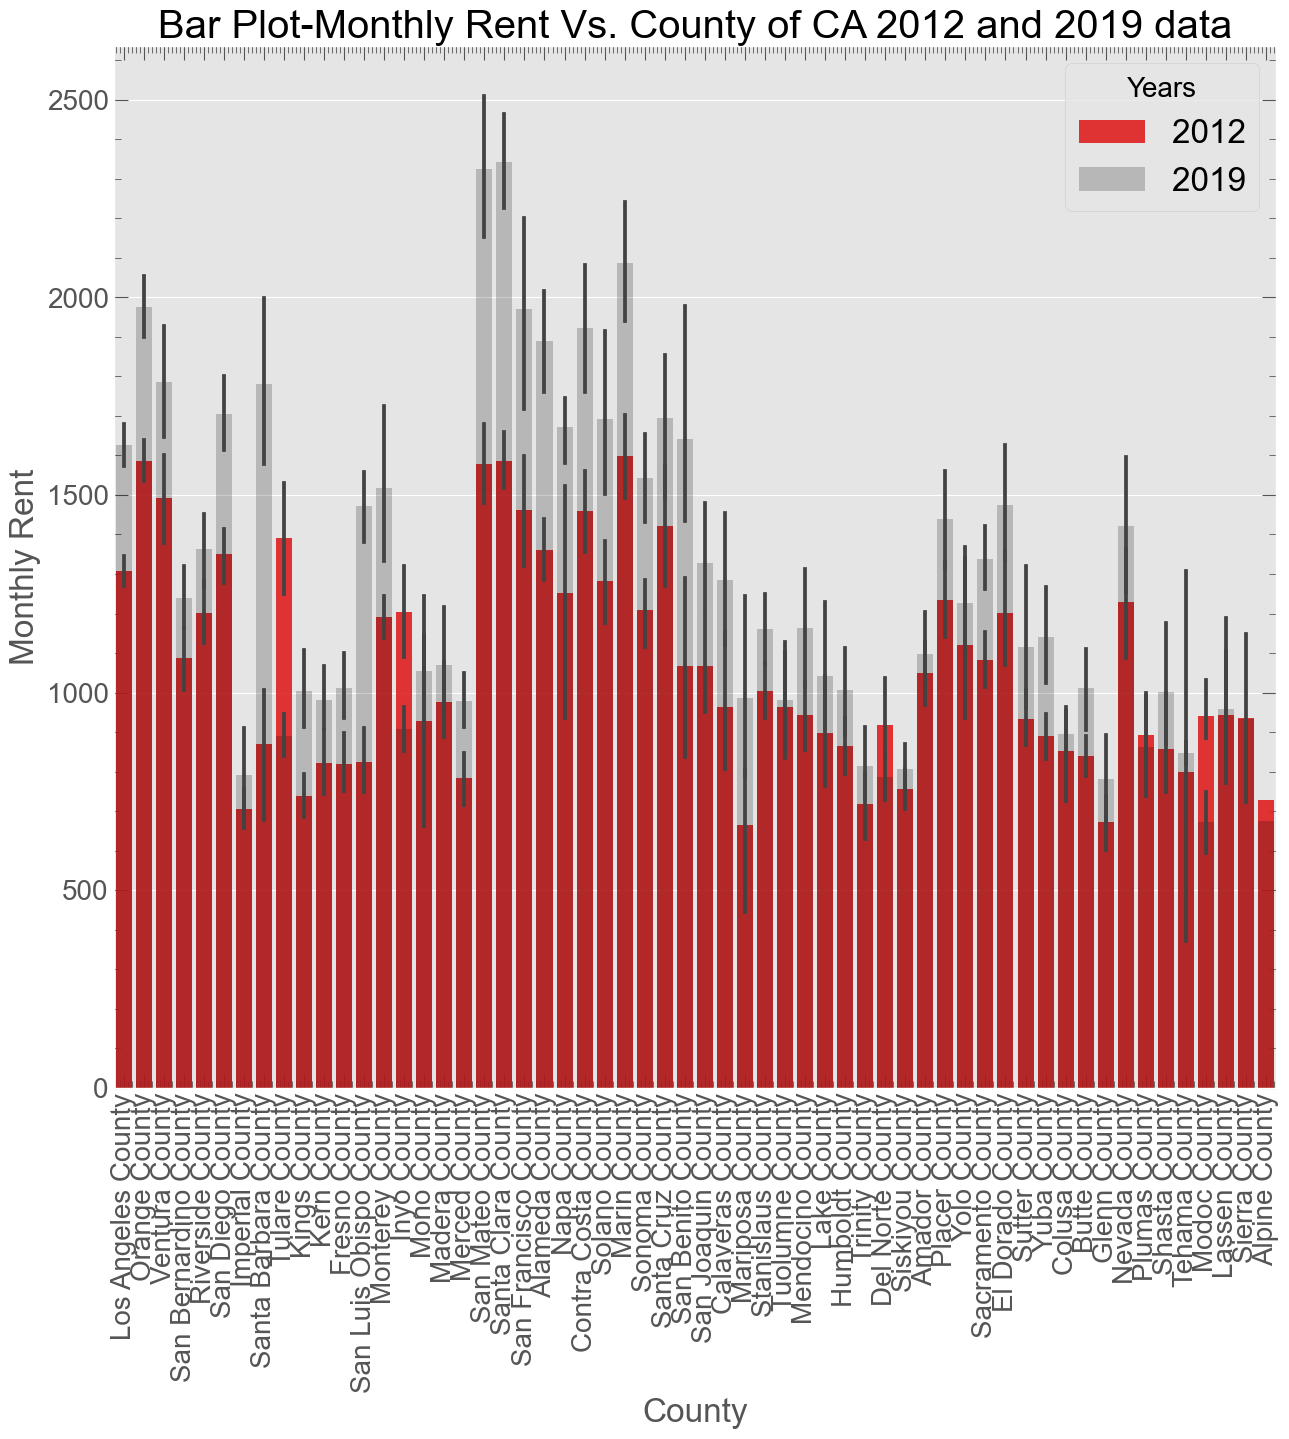 Bar Plot-Monthly Rent Vs. County of CA 2012 and 2019 data
Years
2012
2019
Monthly Rent
2500
2000
1500
1000
500
0
Los Angeles County
Orange County
Ventura County
San Bernardino County
Riverside County
San Diego County
Imperial County
Santa Barbara County
Tulare County
Kings County
Kern County
Fresno County
San Luis Obispo County
Monterey County
Inyo County
Mono County
Madera County
Merced County
San Mateo County
Santa Clara County
San Francisco County
Alameda County
Napa County
Contra Costa County
Solano County
Marin County
Sonoma County
Santa Cruz County
San Benito County
San Joaquin County
Calaveras County
Mariposa County
Stanislaus County
Tuolumne County
Mendocino County
Lake County
Humboldt County
Trinity County
Del Norte County
Siskiyou County
Amador County
Placer County
Yolo County
Sacramento County
El Dorado County
Sutter County
Yuba County
Colusa County
Butte County
Glenn County
Nevada County
Plumas County
Shasta County
Tehama County
Modoc County
Lassen County
Sierra County
Alpine County
County